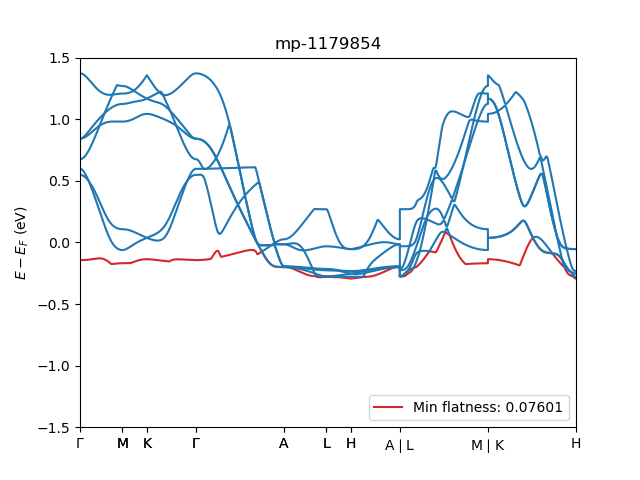 mp-1179854
1.5
1.0
0.5
0.0
−0.5
−1.0
−1.5
E − E_F (eV)
Min flatness: 0.07601
Γ M K Γ A L H A | L M | K H